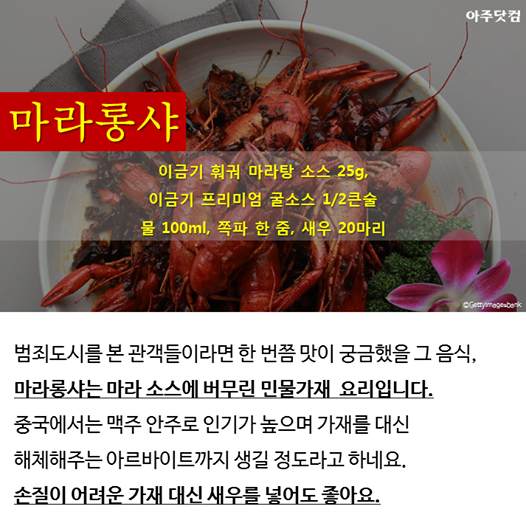 아주닷컴
마라롱샤
이금기 훠궈 마라탕 소스 25g,
이금기 프리미엄 굴소스 1/2큰술
물 100ml, 쪽파 한 줌, 새우 20마리
©Gettyimagesbank
범죄도시를 본 관객들이라면 한 번쯤 맛이 궁금했을 그 음식,
마라롱샤는 마라 소스에 버무린 민물가재 요리입니다.
중국에서는 맥주 안주로 인기가 높으며 가재를 대신
해체해주는 아르바이트까지 생길 정도라고 하네요.
손질이 어려운 가재 대신 새우를 넣어도 좋아요.